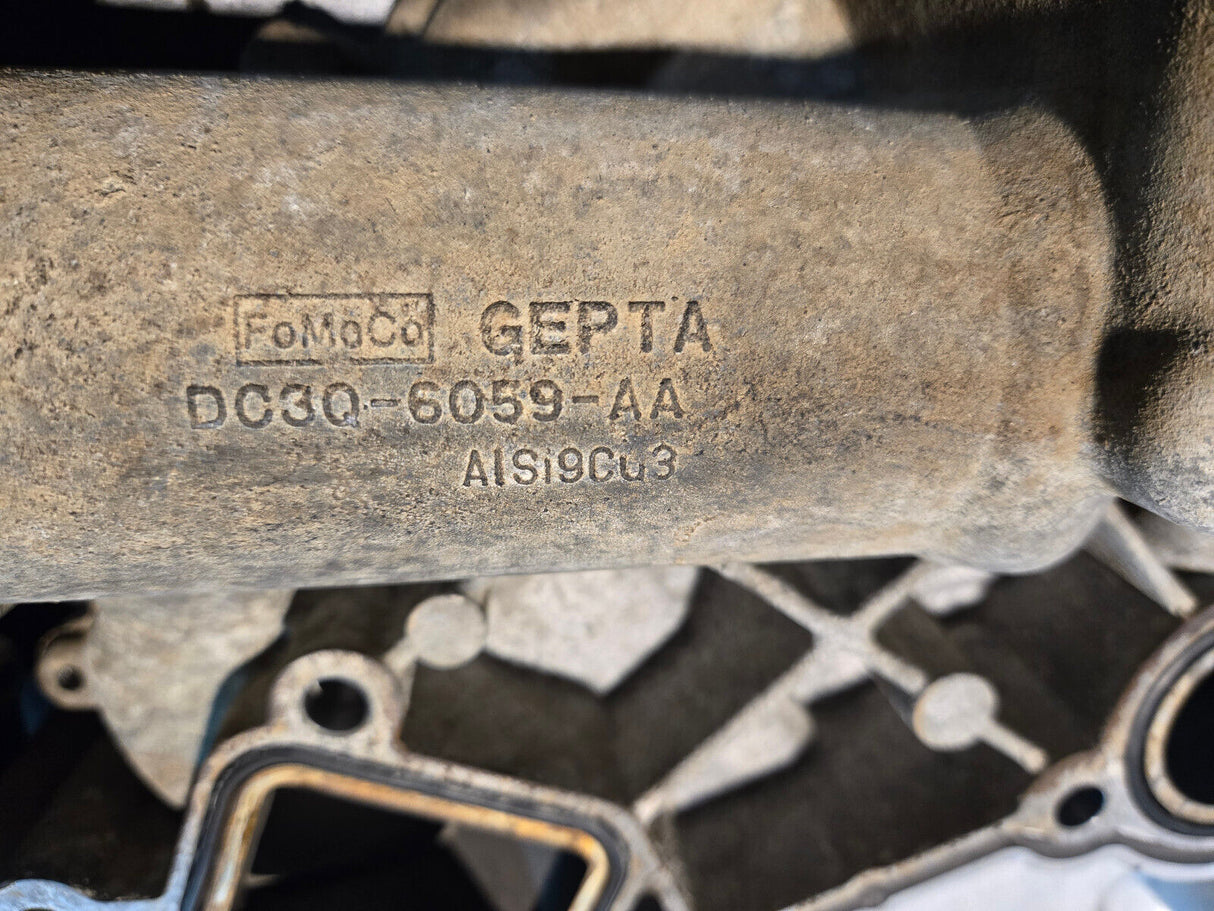 FoMoCo GEPTA
DC3Q-6059-AA
AlSi9Cu3